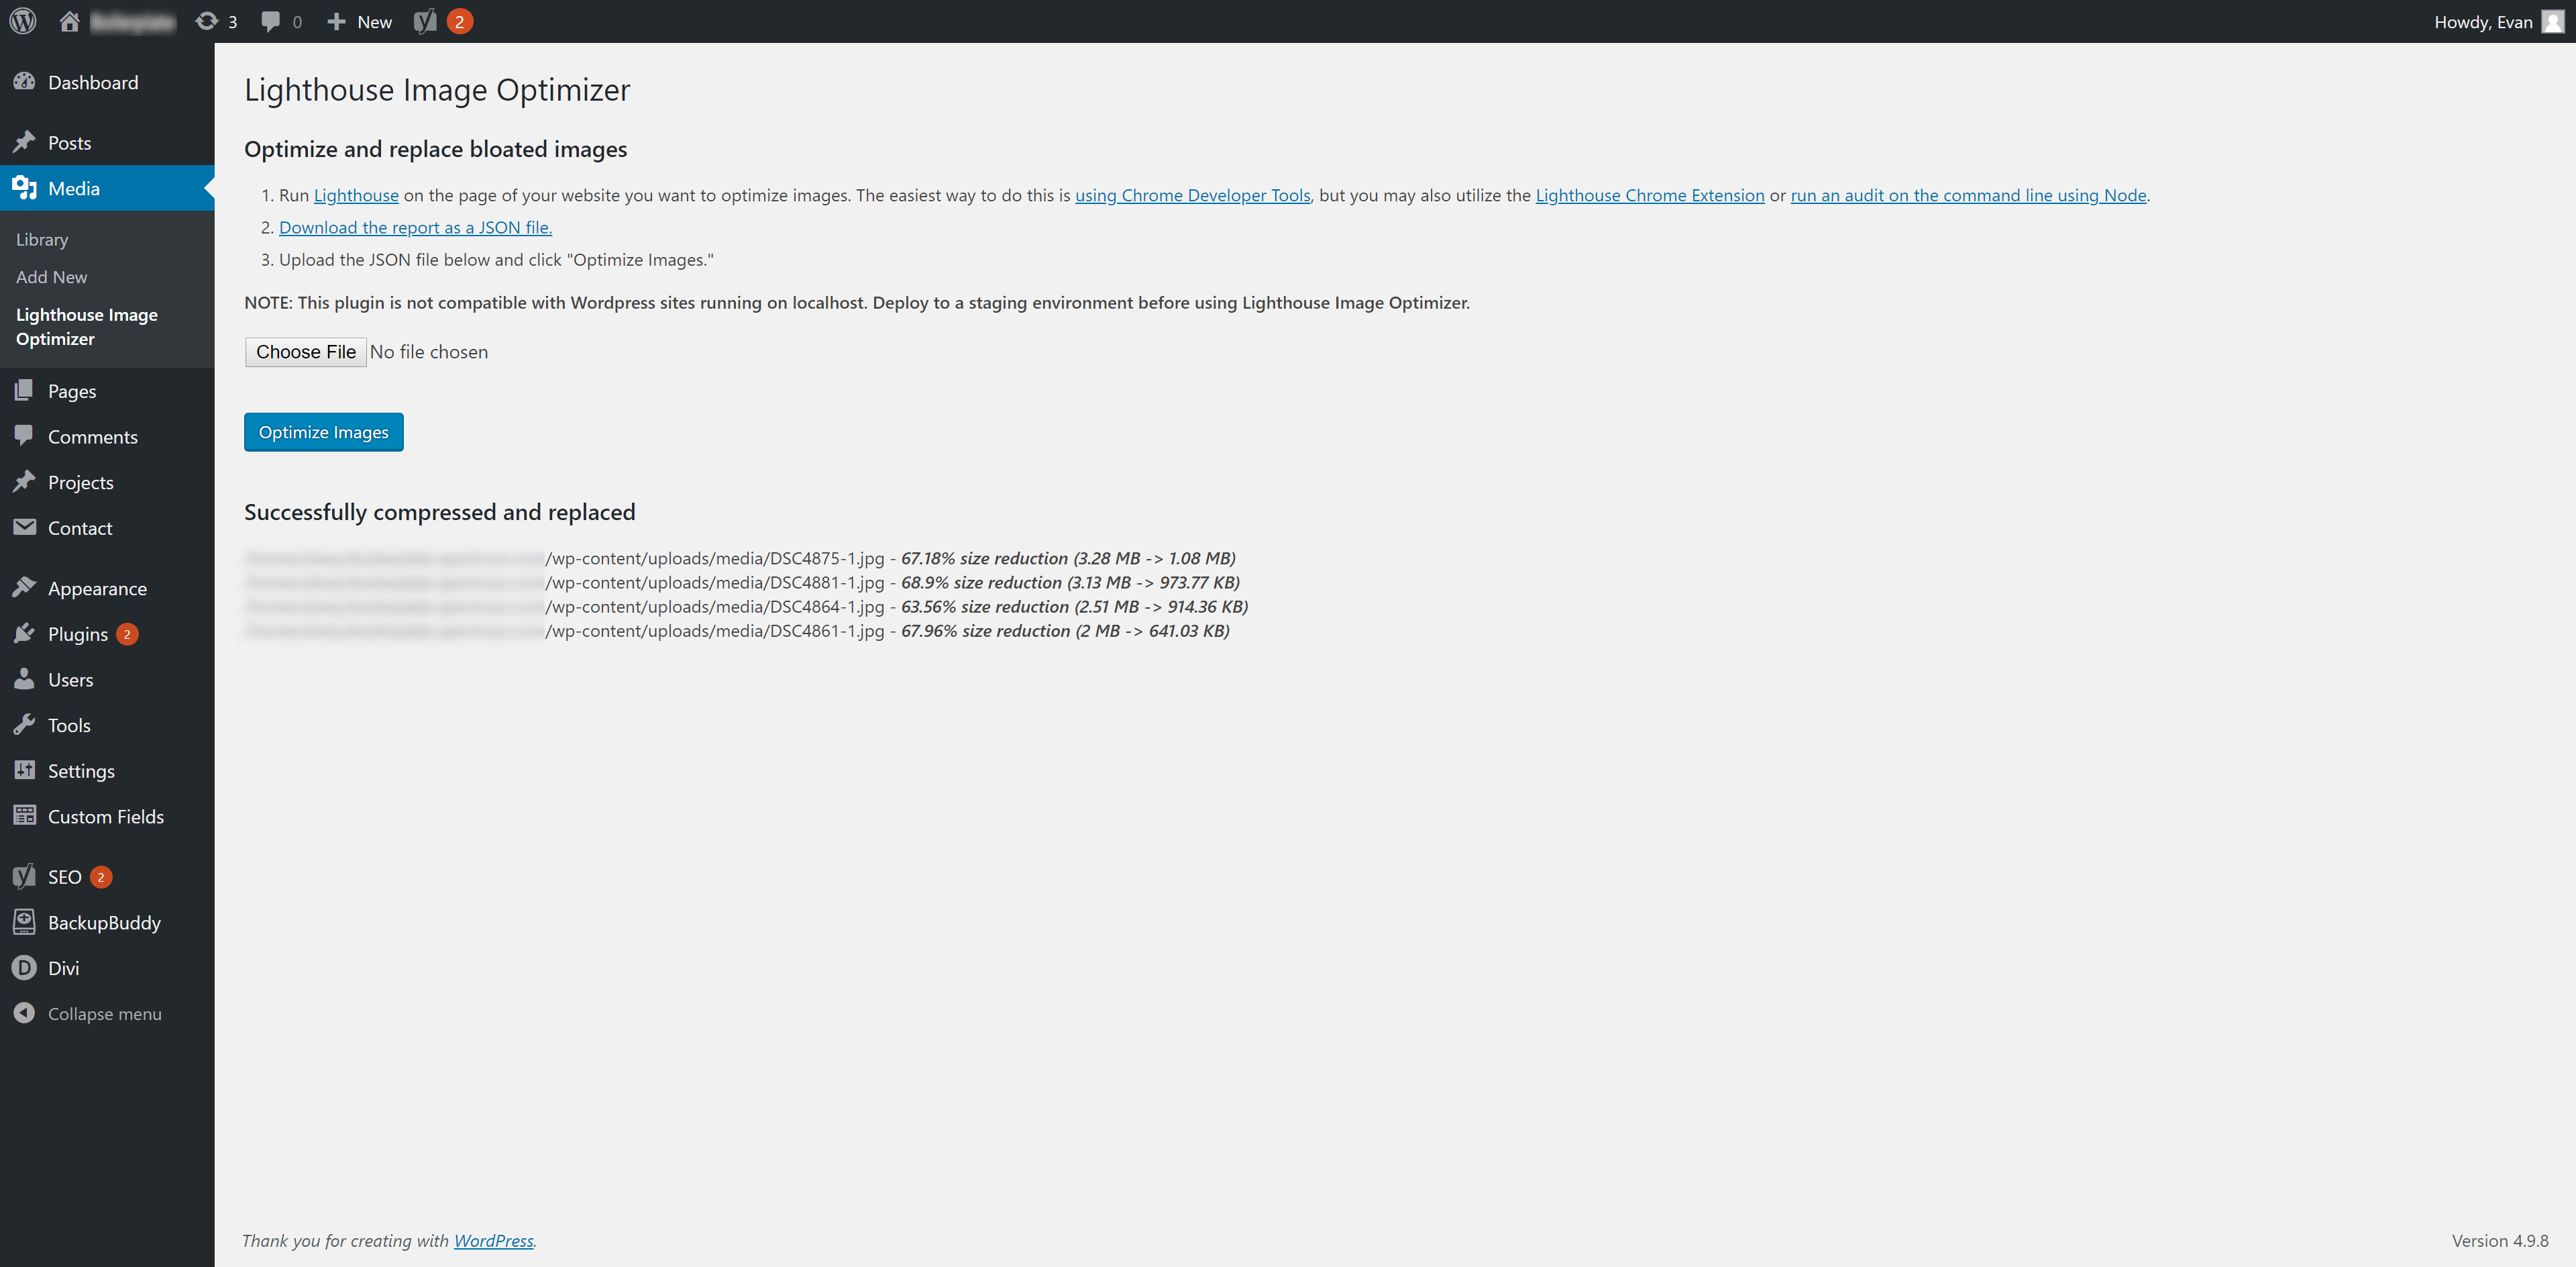 3
0
New
2
Howdy, Evan
Dashboard
Posts
Media
Library
Add New
Lighthouse Image
Optimizer
Pages
Comments
Projects
Contact
Appearance
Plugins 2
Users
Tools
Settings
Custom Fields
SEO 2
BackupBuddy
Divi
Collapse menu
Lighthouse Image Optimizer
Optimize and replace bloated images
1. Run Lighthouse on the page of your website you want to optimize images. The easiest way to do this is using Chrome Developer Tools, but you may also utilize the Lighthouse Chrome Extension or run an audit on the command line using Node.
2. Download the report as a JSON file.
3. Upload the JSON file below and click "Optimize Images."
NOTE: This plugin is not compatible with Wordpress sites running on localhost. Deploy to a staging environment before using Lighthouse Image Optimizer.
Choose File No file chosen
Optimize Images
Successfully compressed and replaced
/wp-content/uploads/media/DSC4875-1.jpg - 67.18% size reduction (3.28 MB -> 1.08 MB)
/wp-content/uploads/media/DSC4881-1.jpg - 68.9% size reduction (3.13 MB -> 973.77 KB)
/wp-content/uploads/media/DSC4864-1.jpg - 63.56% size reduction (2.51 MB -> 914.36 KB)
/wp-content/uploads/media/DSC4861-1.jpg - 67.96% size reduction (2 MB -> 641.03 KB)
Thank you for creating with WordPress.
Version 4.9.8